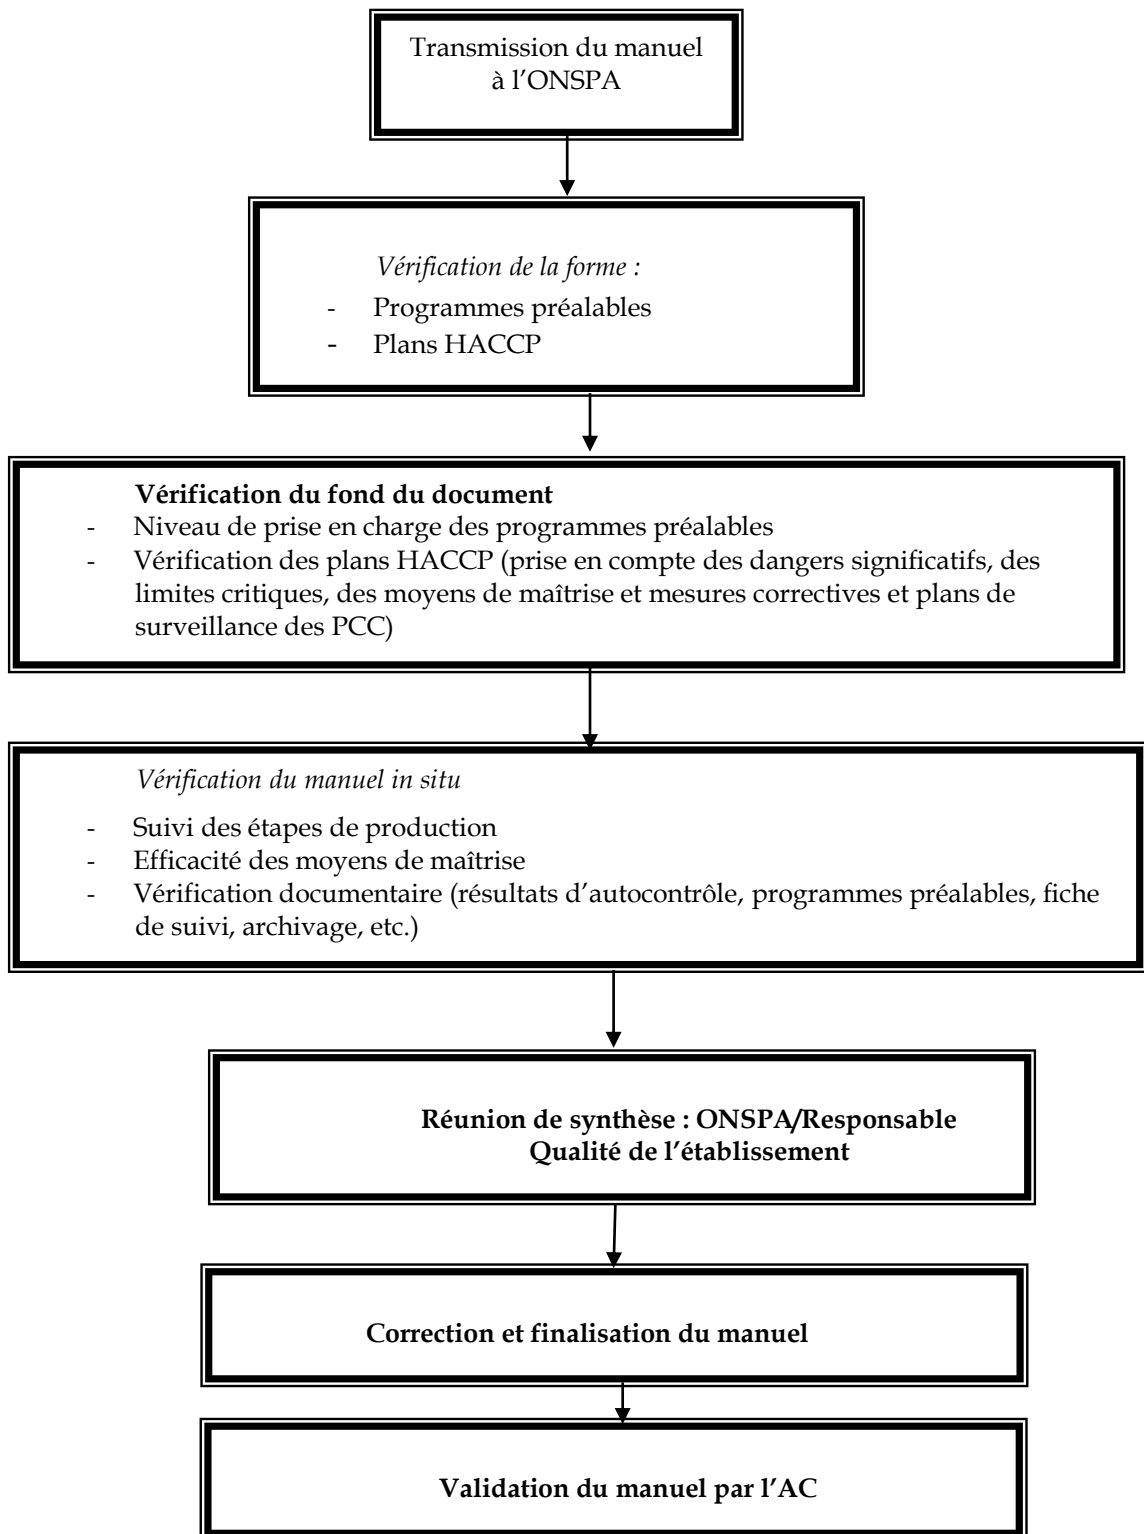 Transmission du manuel
à l’ONSPA
Vérification de la forme :
- Programmes préalables
- Plans HACCP
Vérification du fond du document
- Niveau de prise en charge des programmes préalables
- Vérification des plans HACCP (prise en compte des dangers significatifs, des
limites critiques, des moyens de maîtrise et mesures correctives et plans de
surveillance des PCC)
Vérification du manuel in situ
- Suivi des étapes de production
- Efficacité des moyens de maîtrise
- Vérification documentaire (résultats d’autocontrôle, programmes préalables, fiche
de suivi, archivage, etc.)
Réunion de synthèse : ONSPA/Responsable
Qualité de l’établissement
Correction et finalisation du manuel
Validation du manuel par l’AC